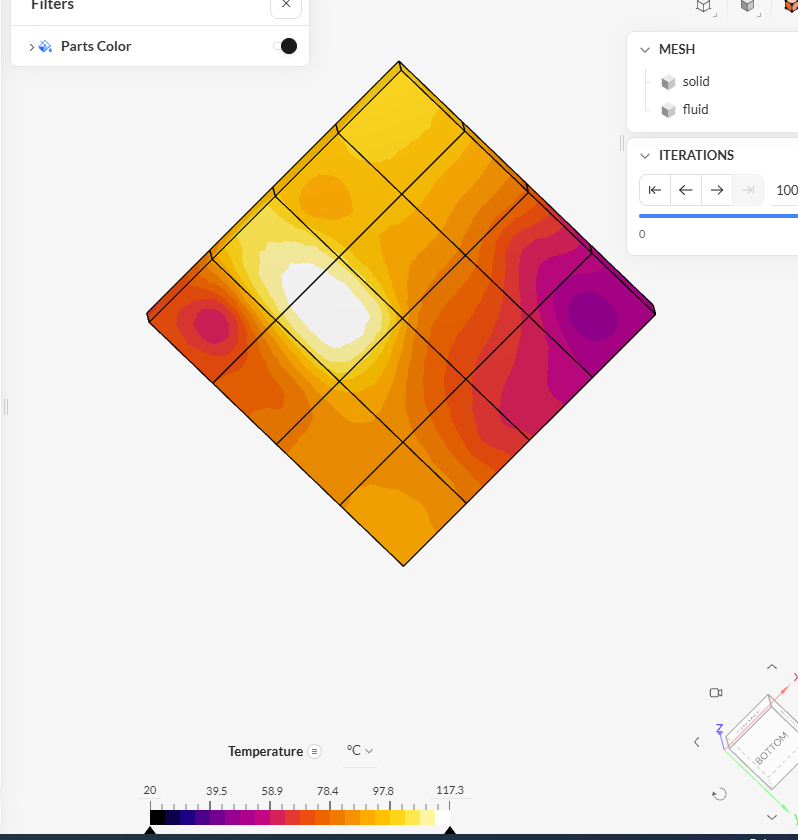 Filters
Parts Color
MESH
solid
fluid
ITERATIONS
100
0
Temperature
°C
20 39.5 58.9 78.4 97.8 117.3
X
Z
BOTTOM